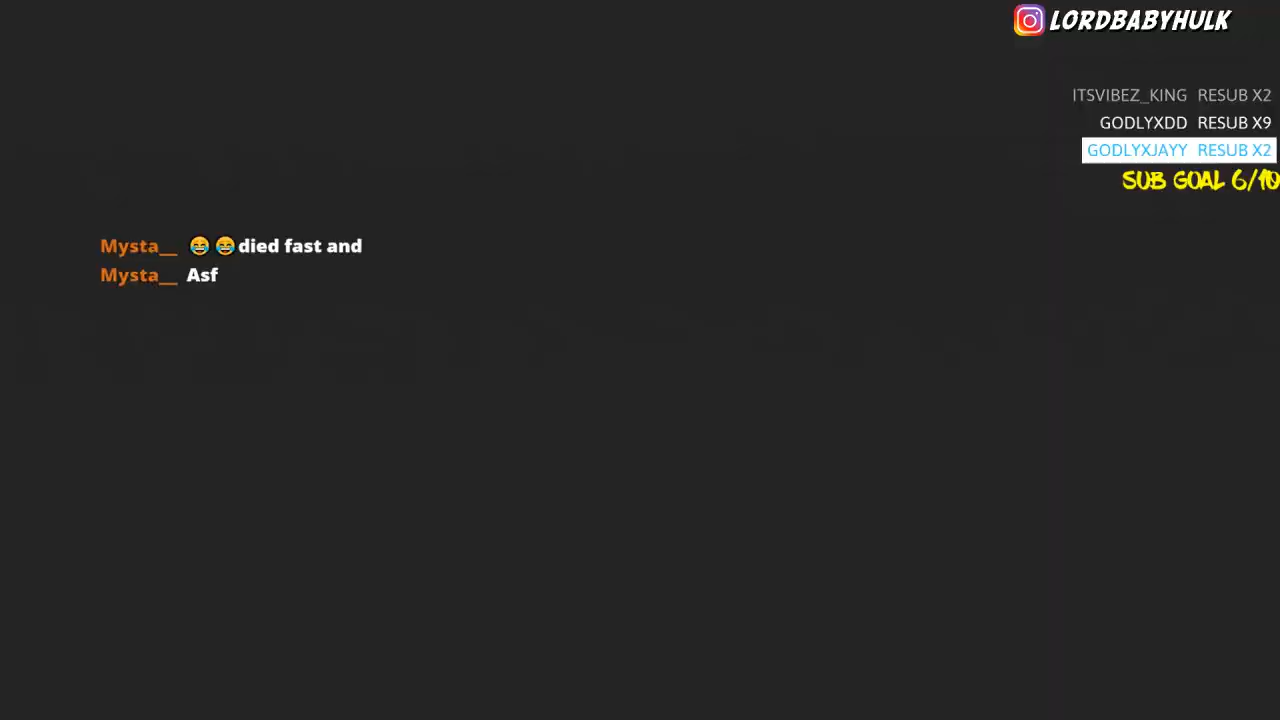 LORDBABYHULK
ITSVIBEZ_KING RESUB X2
GODLYXDD RESUB X9
GODLYXJAYY RESUB X2
SUB GOAL 6/10
Mysta__ 😂😂died fast and
Mysta__ Asf